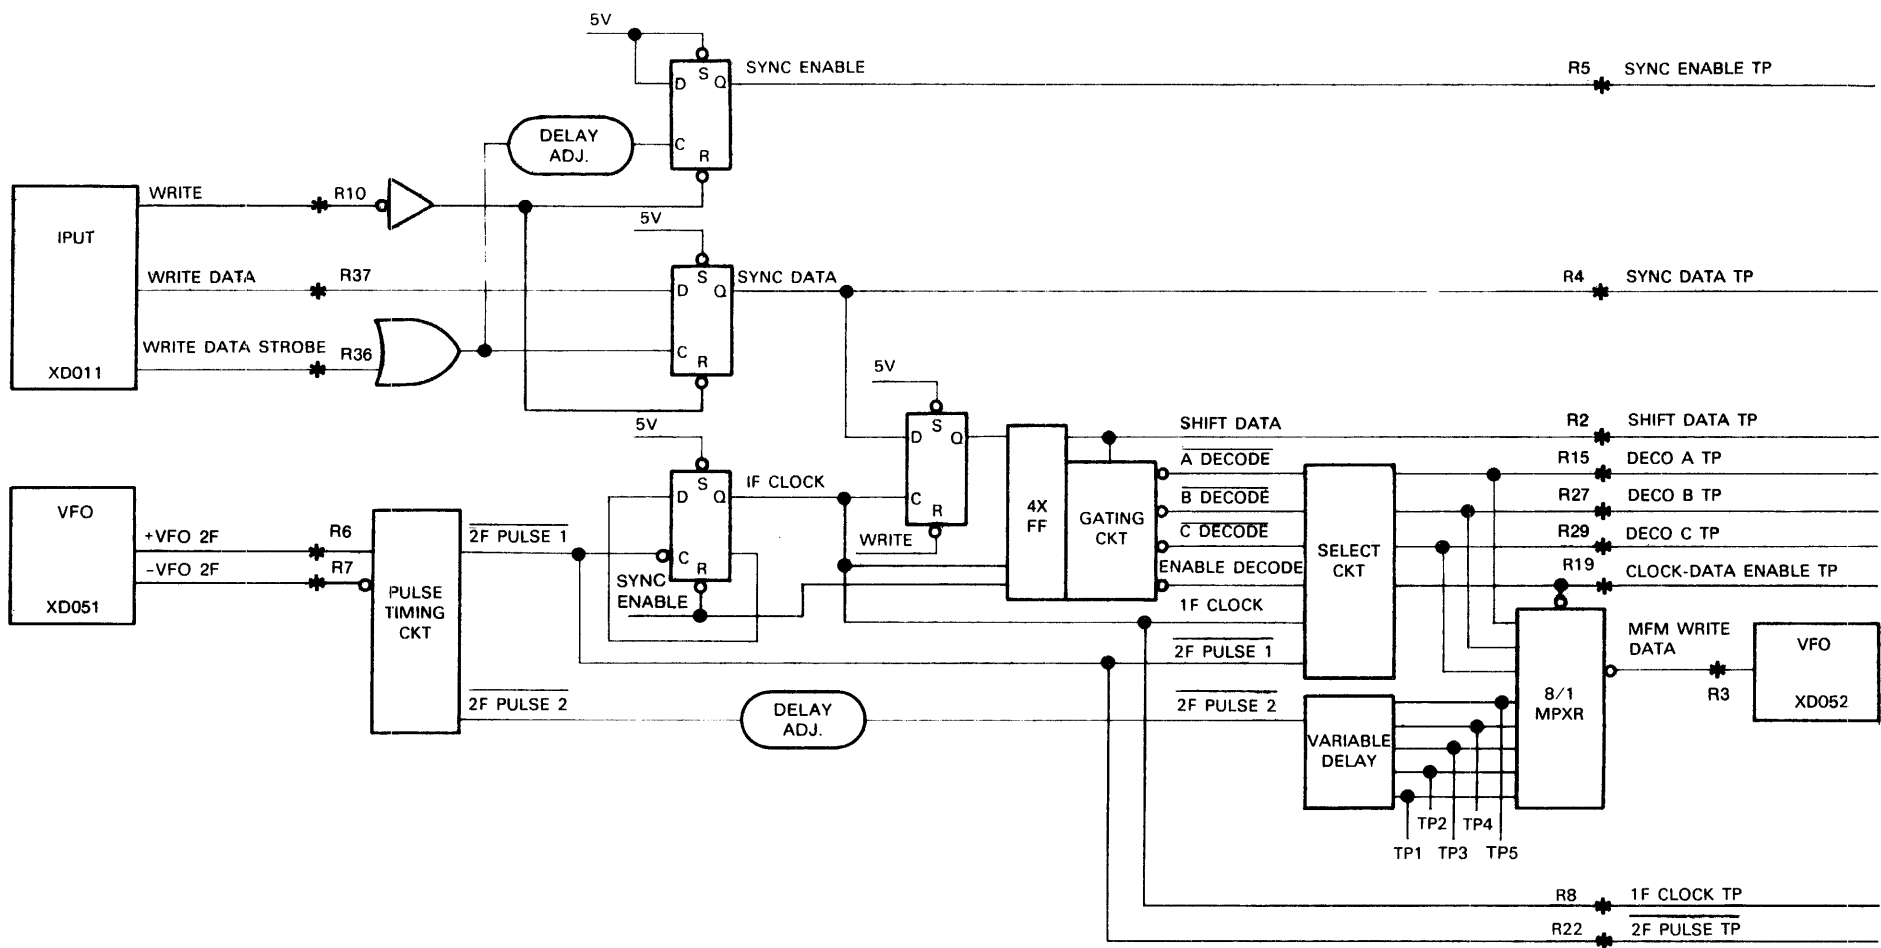 5V
S
D
Q
SYNC ENABLE
R5
SYNC ENABLE TP
DELAY
ADJ.
C
R
WRITE
R10
5V
IPUT
XD011
WRITE DATA
R37
S
D
Q
SYNC DATA
R4
SYNC DATA TP
WRITE DATA STROBE
R36
C
R
5V
S
D
Q
C
R
WRITE
5V
S
D
Q
IF CLOCK
C
R
SYNC
ENABLE
VFO
XD051
+VFO 2F
R6
-VFO 2F
R7
PULSE
TIMING
CKT
2F PULSE 1
2F PULSE 2
DELAY
ADJ.
4X
FF
GATING
CKT
SHIFT DATA
R2
SHIFT DATA TP
A DECODE
R15
DECO A TP
B DECODE
R27
DECO B TP
C DECODE
R29
DECO C TP
ENABLE DECODE
R19
CLOCK-DATA ENABLE TP
1F CLOCK
2F PULSE 1
SELECT
CKT
2F PULSE 2
VARIABLE
DELAY
8/1
MPXR
MFM WRITE
DATA
R3
VFO
XD052
TP2
TP4
TP1
TP3
TP5
R8
1F CLOCK TP
R22
2F PULSE TP